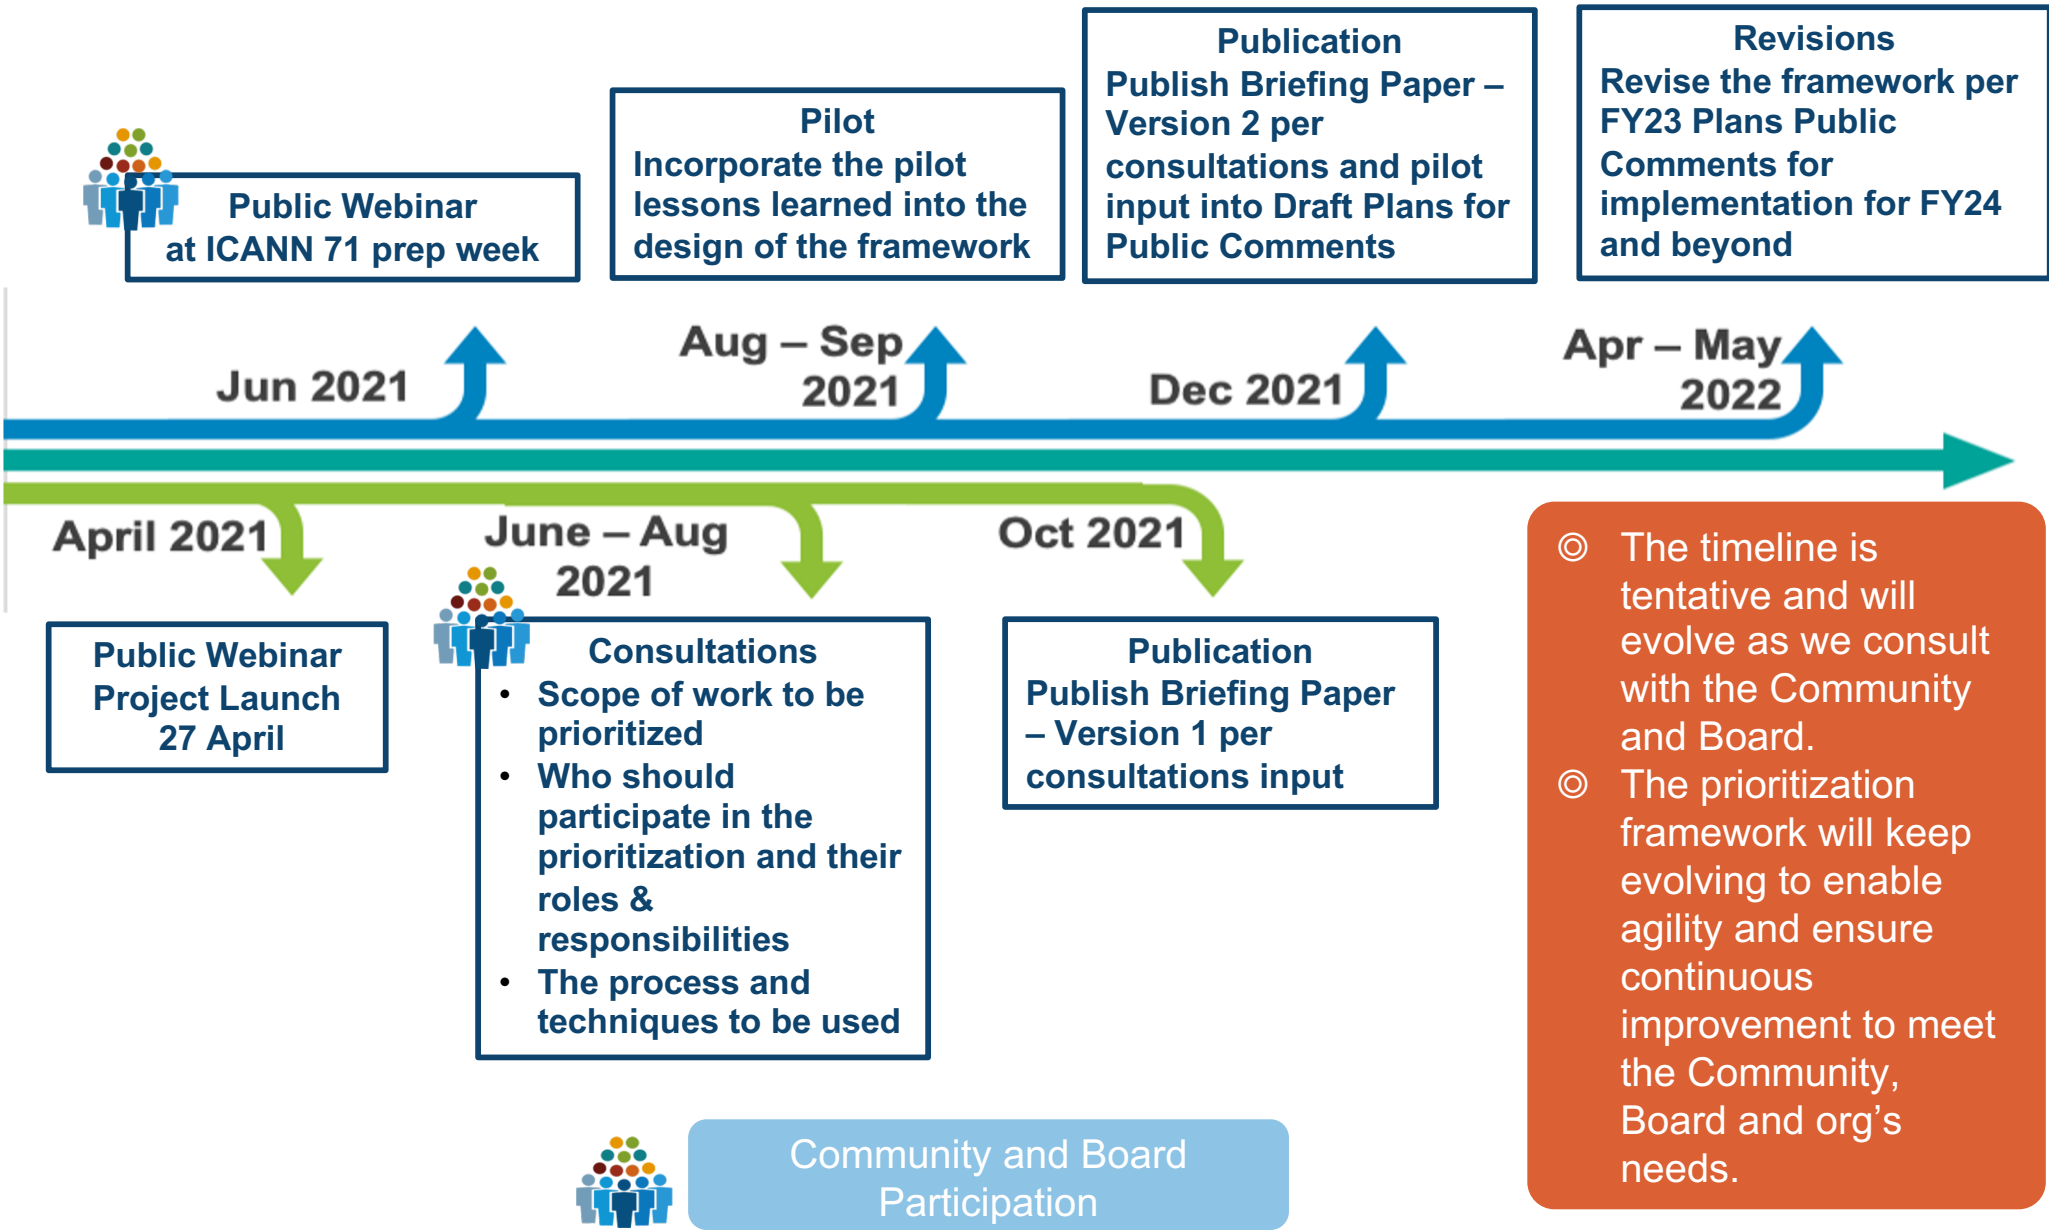 Public Webinar
at ICANN 71 prep week
Pilot
Incorporate the pilot
lessons learned into the
design of the framework
Publication
Publish Briefing Paper –
Version 2 per
consultations and pilot
input into Draft Plans for
Public Comments
Revisions
Revise the framework per
FY23 Plans Public
Comments for
implementation for FY24
and beyond
Jun 2021
Aug – Sep
2021
Dec 2021
Apr – May
2022
April 2021
June – Aug
2021
Oct 2021
Public Webinar
Project Launch
27 April
Consultations
• Scope of work to be
prioritized
• Who should
participate in the
prioritization and their
roles &
responsibilities
• The process and
techniques to be used
Publication
Publish Briefing Paper
– Version 1 per
consultations input
◎ The timeline is
tentative and will
evolve as we consult
with the Community
and Board.
◎ The prioritization
framework will keep
evolving to enable
agility and ensure
continuous
improvement to meet
the Community,
Board and org’s
needs.
Community and Board
Participation